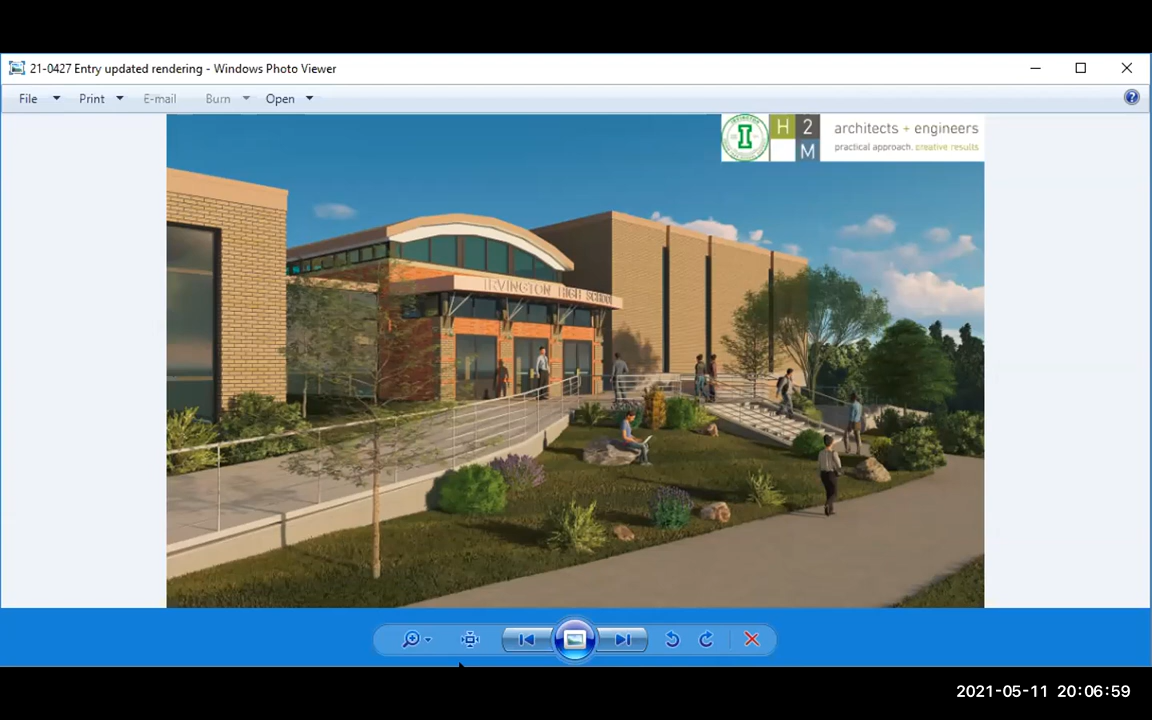 21-0427 Entry updated rendering - Windows Photo Viewer
File Print E-mail Burn Open
I
H 2 M
architects + engineers
practical approach. creative results
IRVINGTON HIGH SCHOOL
2021-05-11 20:06:59